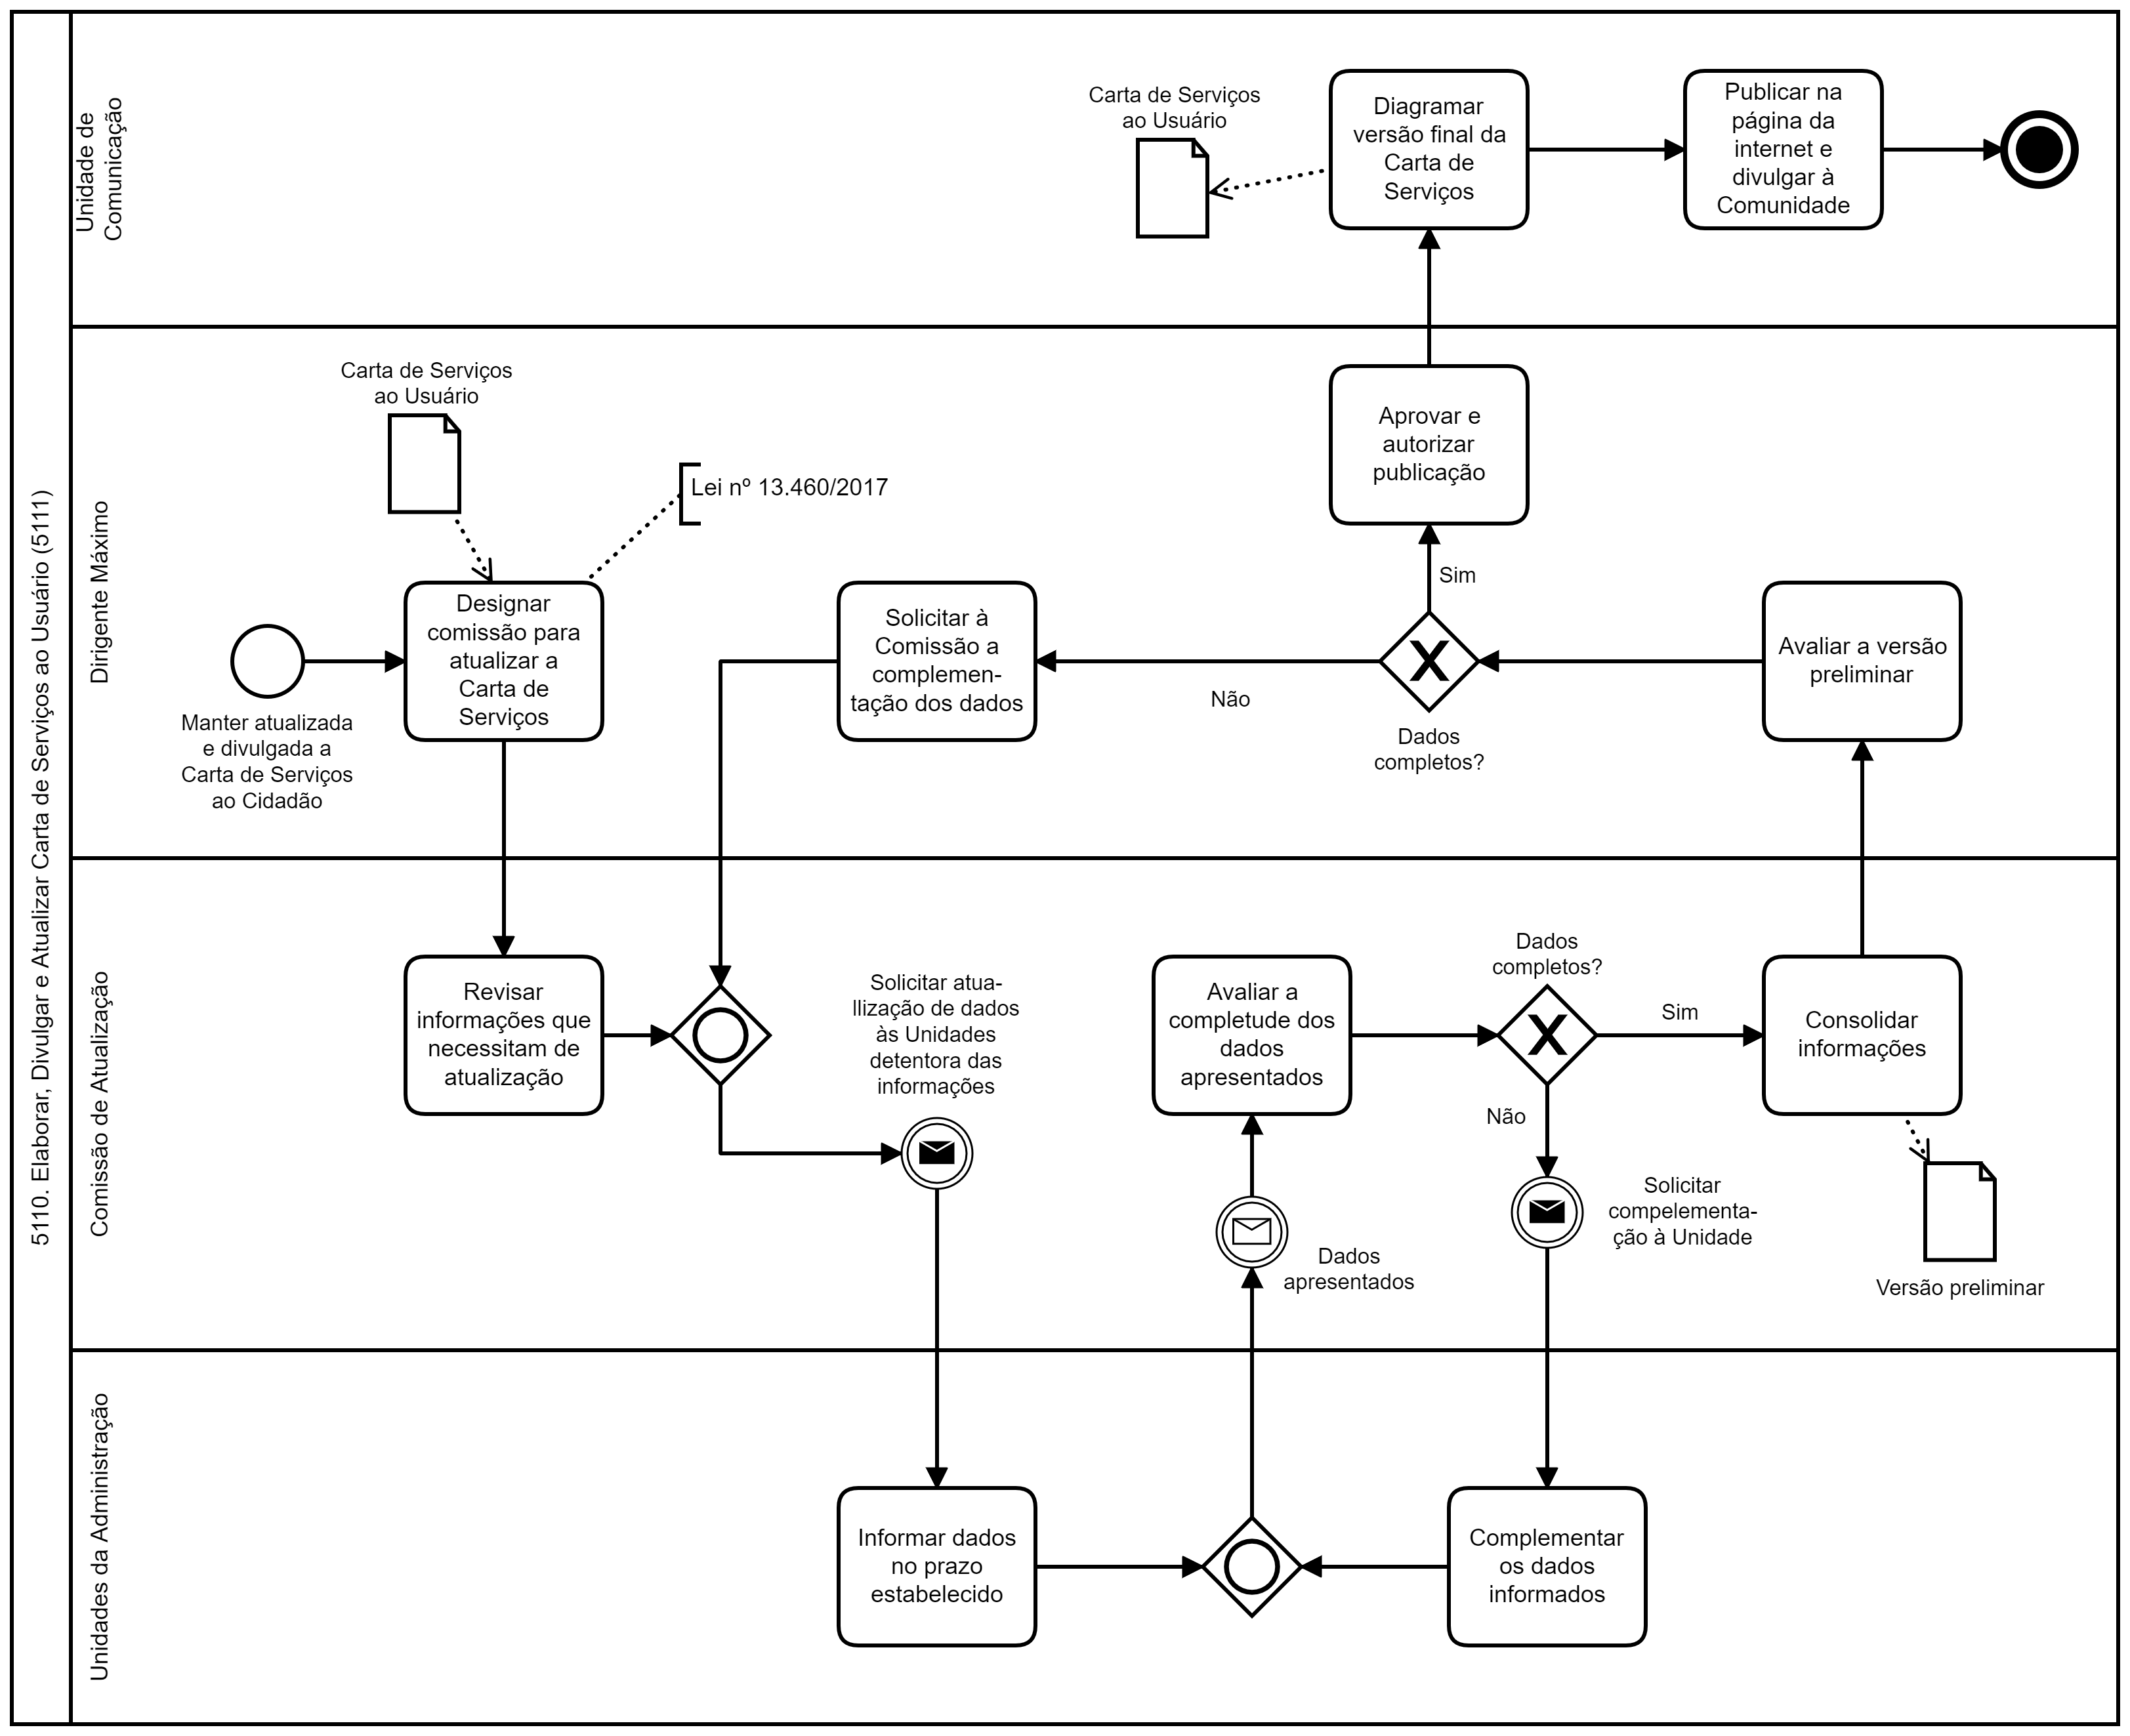 5110. Elaborar, Divulgar e Atualizar Carta de Serviços ao Usuário (5111)
Unidade de
Comunicação
Carta de Serviços
ao Usuário
Diagramar
versão final da
Carta de
Serviços
Publicar na
página da
internet e
divulgar à
Comunidade
Dirigente Máximo
Carta de Serviços
ao Usuário
Lei nº 13.460/2017
Manter atualizada
e divulgada a
Carta de Serviços
ao Cidadão
Designar
comissão para
atualizar a
Carta de
Serviços
Solicitar à
Comissão a
complemen-
tação dos dados
Não
Aprovar e
autorizar
publicação
Sim
Dados
completos?
Avaliar a versão
preliminar
Comissão de Atualização
Revisar
informações que
necessitam de
atualização
Solicitar atua-
llização de dados
às Unidades
detentora das
informações
Avaliar a
completude dos
dados
apresentados
Dados
apresentados
Dados
completos?
Sim
Não
Solicitar
compelementa-
ção à Unidade
Consolidar
informações
Versão preliminar
Unidades da Administração
Informar dados
no prazo
estabelecido
Complementar
os dados
informados